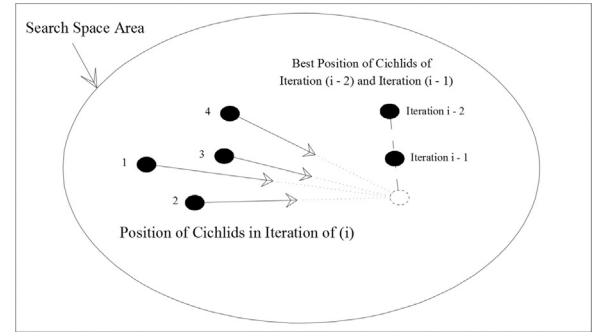 Search Space Area
Best Position of Cichlids of
Iteration (i - 2) and Iteration (i - 1)
4
Iteration i - 2
3
Iteration i - 1
1
2
Position of Cichlids in Iteration of (i)